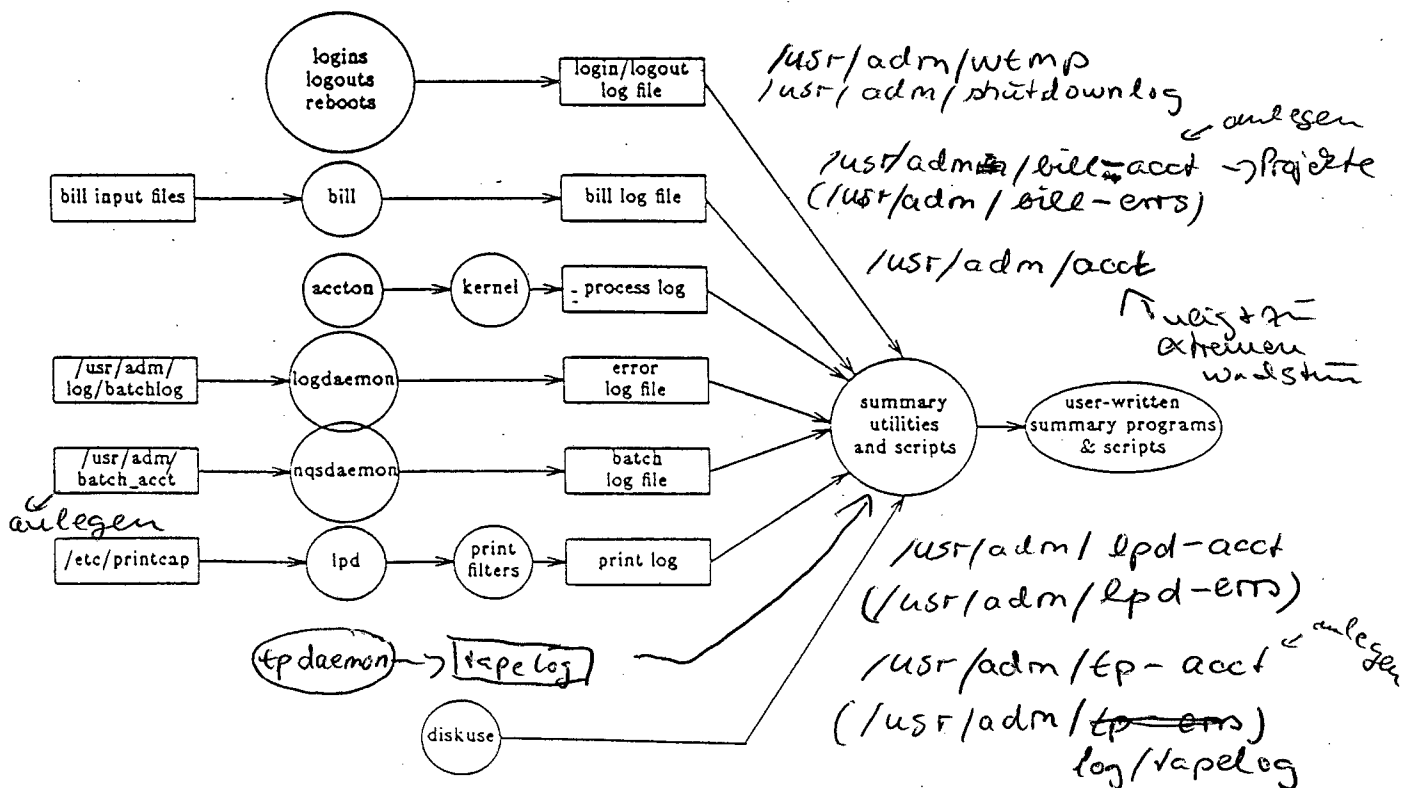 logins
logouts
reboots
login/logout
log file
/usr/adm/wtmp
/usr/adm/shutdownlog
anlegen
/usr/adm/bill-acct → Projekte
(/usr/adm/bill-errs)
bill input files
bill
bill log file
/usr/adm/acct
neigt zu
extremen
accton
kernel
process log
/usr/adm/
log/batchlog
logdaemon
error
log file
summary
utilities
and scripts
user-written
summary programs
& scripts
/usr/adm/
batch_acct
nqsdaemon
batch
log file
anlegen
/etc/printcap
lpd
print
filters
print log
/usr/adm/lpd-acct
(/usr/adm/lpd-errs)
tpdaemon → tapelog
anlegen
/usr/adm/tp-acct
(/usr/adm/tp-errs)
log/tapelog
diskuse